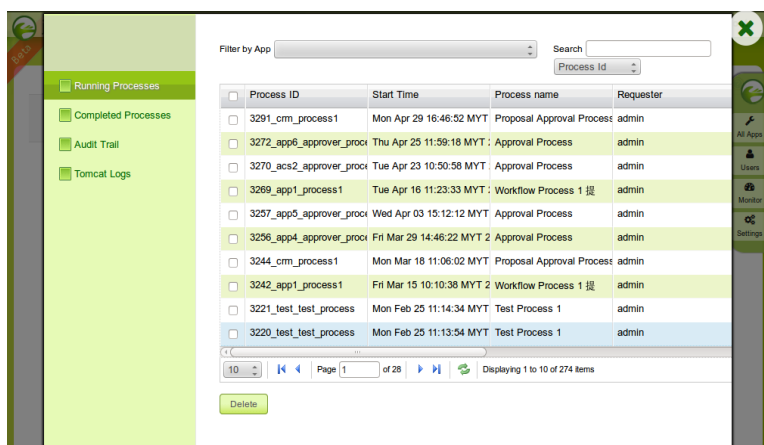 Beta
Filter by App
Search
Process Id
Running Processes
Completed Processes
Audit Trail
Tomcat Logs
Process ID Start Time Process name Requester
3291_crm_process1 Mon Apr 29 16:46:52 MYT Proposal Approval Process admin
3272_app6_approver_proce Thu Apr 25 11:59:18 MYT 2 Approval Process admin
3270_acs2_approver_proce Tue Apr 23 10:50:58 MYT Approval Process admin
3269_app1_process1 Tue Apr 16 11:23:33 MYT 2 Workflow Process 1 提 admin
3257_app5_approver_proce Wed Apr 03 15:12:12 MYT Approval Process admin
3256_app4_approver_proce Fri Mar 29 14:46:22 MYT 2 Approval Process admin
3244_crm_process1 Mon Mar 18 11:06:02 MYT Proposal Approval Process admin
3242_app1_process1 Fri Mar 15 10:10:38 MYT 2 Workflow Process 1 提 admin
3221_test_test_process Mon Feb 25 11:14:34 MYT Test Process 1 admin
3220_test_test_process Mon Feb 25 11:13:54 MYT Test Process 1 admin
10 Page 1 of 28 Displaying 1 to 10 of 274 items
Delete
All Apps
Users
Monitor
Settings